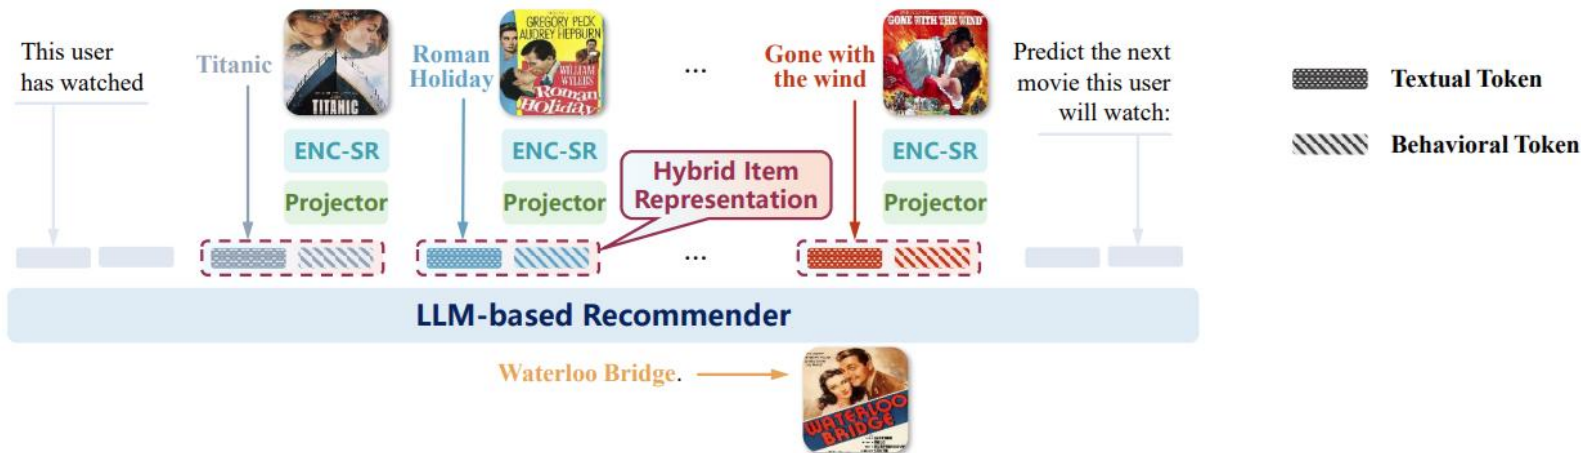 This user
has watched
Titanic
TITANIC
ENC-SR
Projector
Roman
Holiday
GREGORY PECK
AUDREY HEPBURN
WILLIAM
WYLER'S
Roman
Holiday
ENC-SR
Projector
Hybrid Item
Representation
...
...
Gone with
the wind
GONE WITH THE WIND
ENC-SR
Projector
Predict the next
movie this user
will watch:
Textual Token
Behavioral Token
LLM-based Recommender
Waterloo Bridge.
WATERLOO
BRIDGE